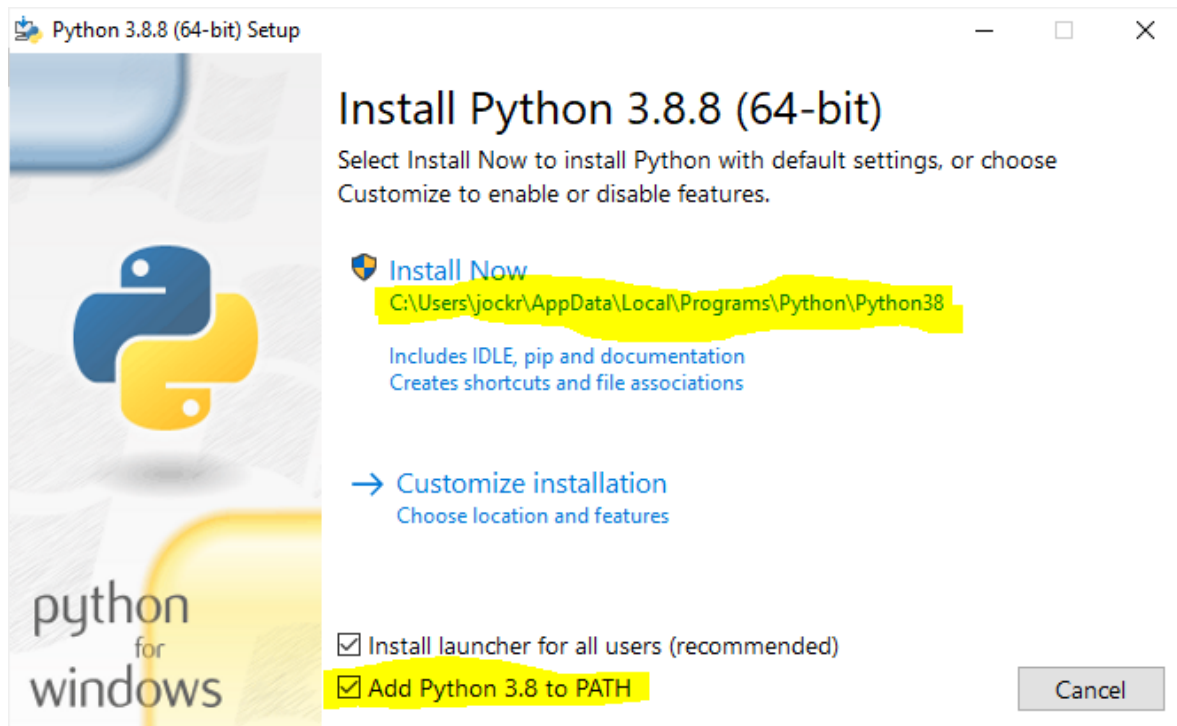 Python 3.8.8 (64-bit) Setup
Install Python 3.8.8 (64-bit)
Select Install Now to install Python with default settings, or choose
Customize to enable or disable features.
Install Now
C:\Users\jockr\AppData\Local\Programs\Python\Python38
Includes IDLE, pip and documentation
Creates shortcuts and file associations
Customize installation
Choose location and features
python
for
windows
Install launcher for all users (recommended)
Add Python 3.8 to PATH
Cancel